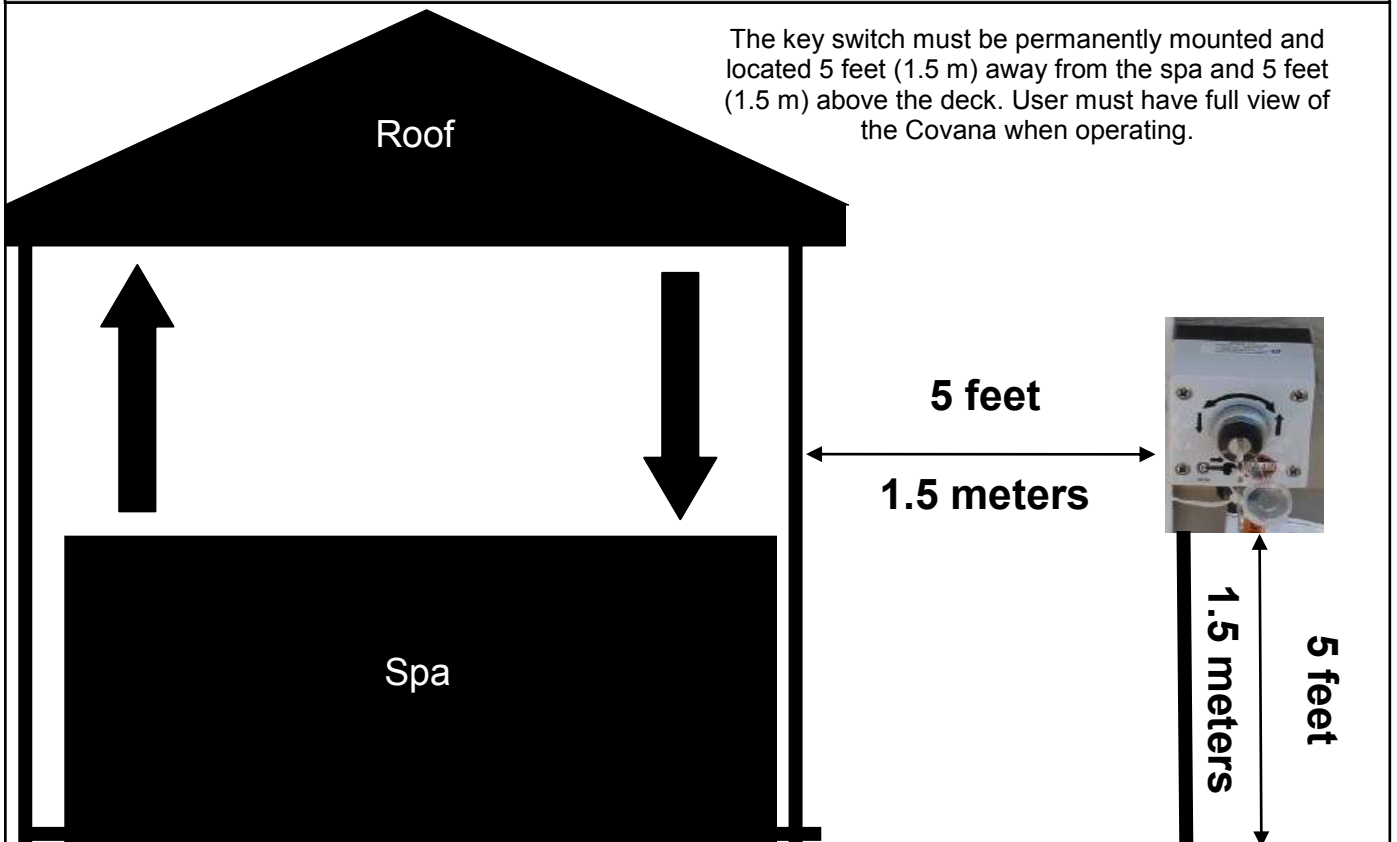 The key switch must be permanently mounted and
located 5 feet (1.5 m) away from the spa and 5 feet
(1.5 m) above the deck. User must have full view of
the Covana when operating.
Roof
5 feet
1.5 meters
1.5 meters
5 feet
Spa